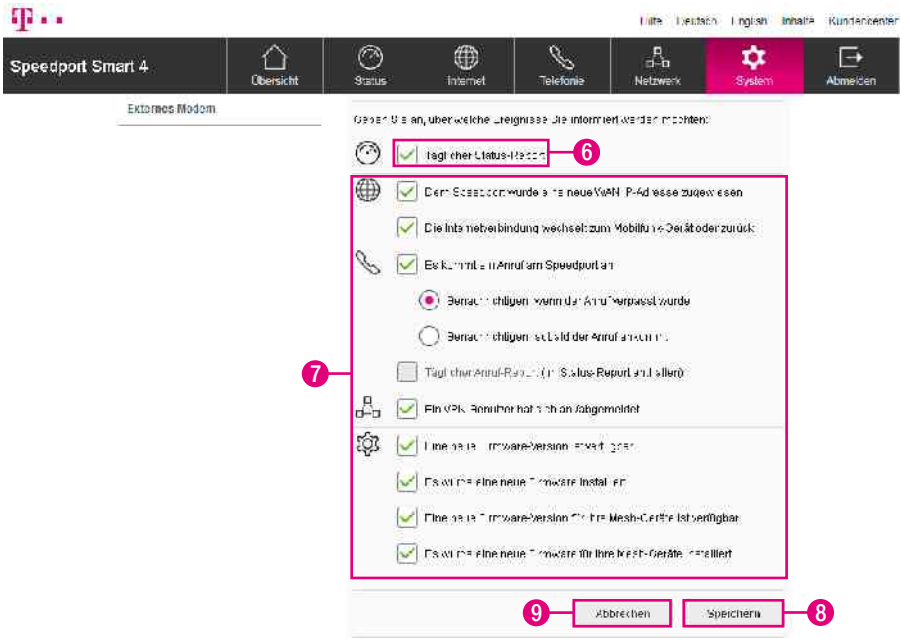 T
Hilfe Deutsch English Inhalte Kundencenter
Speedport Smart 4
Übersicht
Status
Internet
Telefonie
Netzwerk
System
Abmelden
Externes Modem
Geben Sie an, über welche Ereignisse Sie informiert werden möchten:
Täglicher Status-Report
6
Dem Speedport wurde eine neue WAN IP-Adresse zugewiesen
Die Internetverbindung wechselt zum Mobilfunk-Gerät oder zurück
Es kommt ein Anruf am Speedport an
Benachrichtigen, wenn der Anruf verpasst wurde
Benachrichtigen, sobald der Anruf ankommt
7
Täglicher Anruf-Report (im Status-Report enthalten)
Ein VPN-Benutzer hat sich an-/abgemeldet
Eine neue Firmware-Version ist verfügbar
Es wurde eine neue Firmware installiert
Eine neue Firmware-Version für Ihre Mesh-Geräte ist verfügbar
Es wurde eine neue Firmware für Ihre Mesh-Geräte installiert
9
Abbrechen
Speichern
8